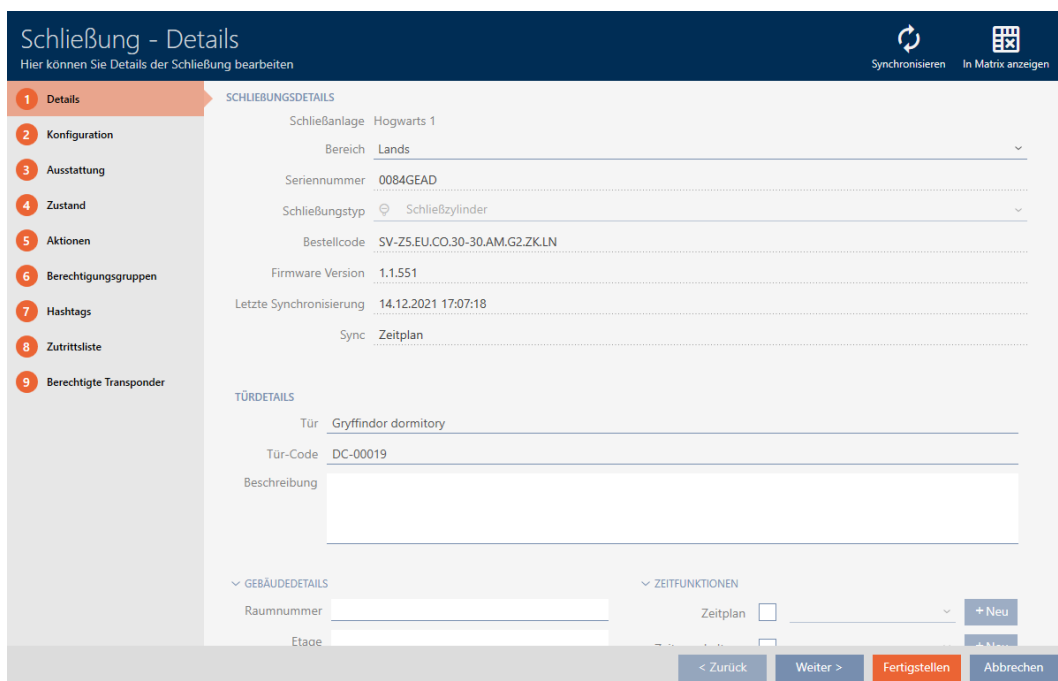 Schließung - Details
Hier können Sie Details der Schließung bearbeiten
Synchronisieren
In Matrix anzeigen
1 Details
2 Konfiguration
3 Ausstattung
4 Zustand
5 Aktionen
6 Berechtigungsgruppen
7 Hashtags
8 Zutrittsliste
9 Berechtigte Transponder
SCHLIEßUNGSDETAILS
Schließanlage Hogwarts 1
Bereich Lands
Seriennummer 0084GEAD
Schließungstyp Schließzylinder
Bestellcode SV-Z5.EU.CO.30-30.AM.G2.ZK.LN
Firmware Version 1.1.551
Letzte Synchronisierung 14.12.2021 17:07:18
Sync Zeitplan
TÜRDETAILS
Tür Gryffindor dormitory
Tür-Code DC-00019
Beschreibung
GEBÄUDEDETAILS
Raumnummer
Etage
ZEITFUNKTIONEN
Zeitplan + Neu
< Zurück
Weiter >
Fertigstellen
Abbrechen